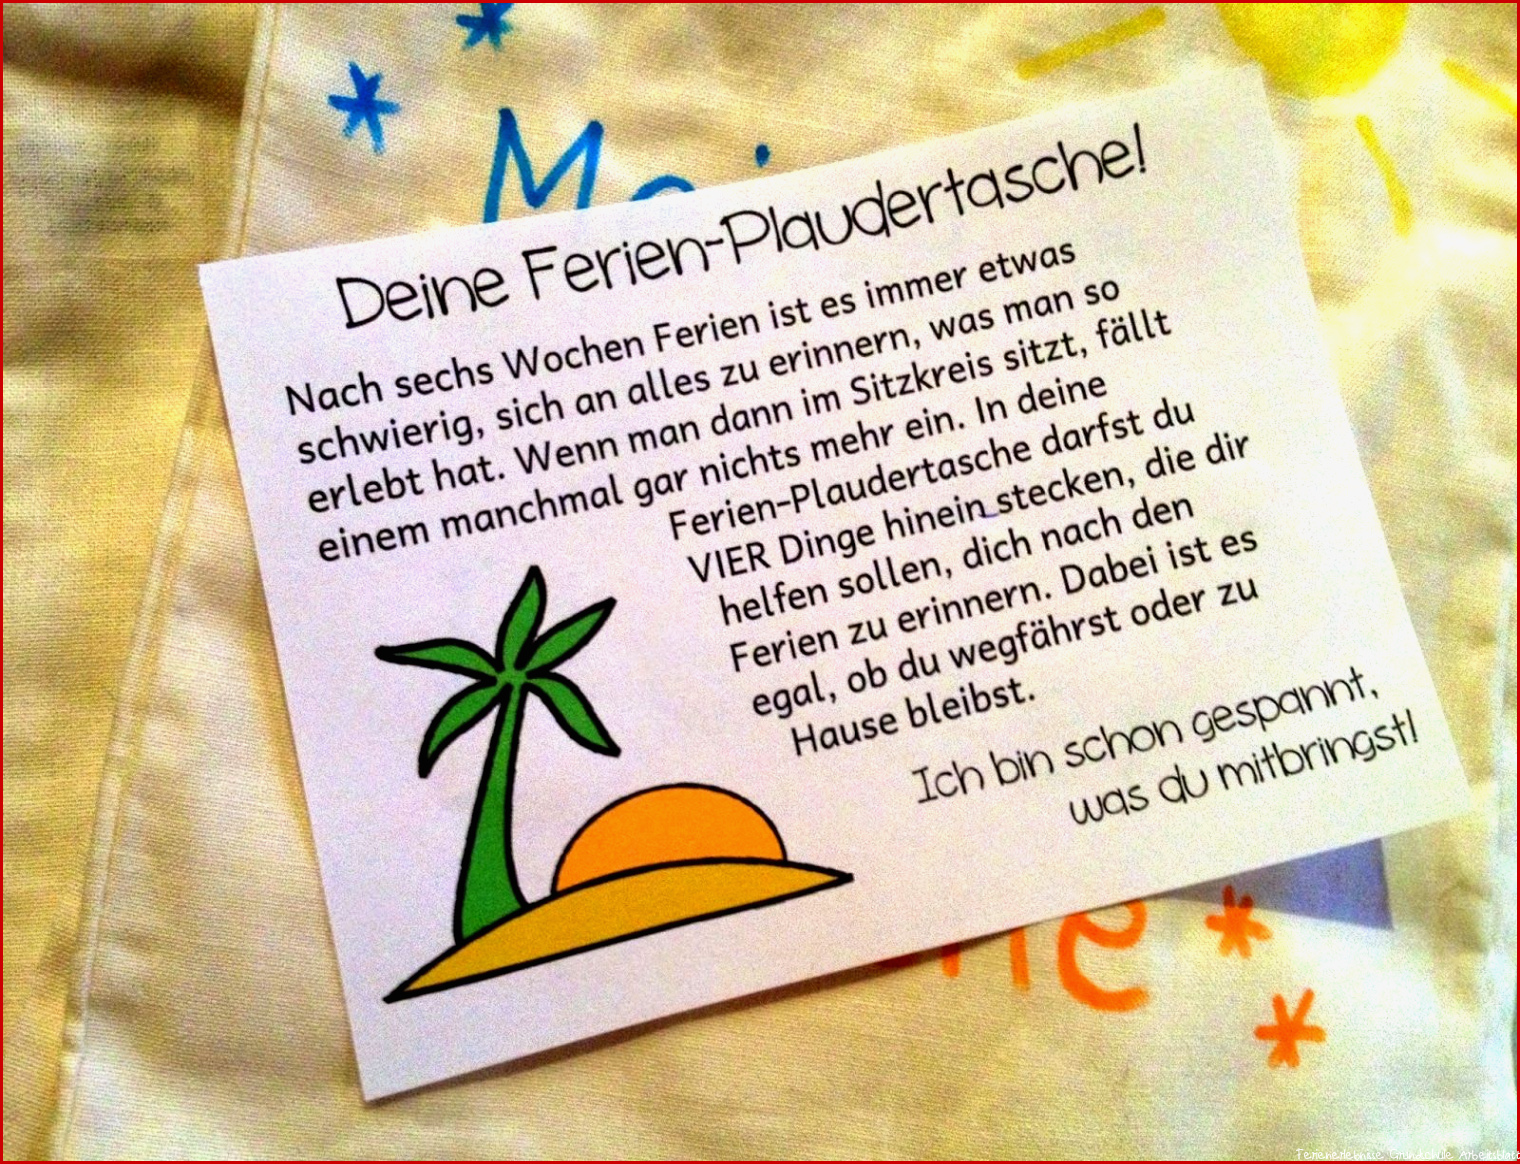 Deine Ferien-Plaudertasche!
Nach sechs Wochen Ferien ist es immer etwas
schwierig, sich an alles zu erinnern, was man so
erlebt hat. Wenn man dann im Sitzkreis sitzt, fällt
einem manchmal gar nichts mehr ein. In deine
Ferien-Plaudertasche darfst du
VIER Dinge hinein stecken, die dir
helfen sollen, dich nach den
Ferien zu erinnern. Dabei ist es
egal, ob du wegfährst oder zu
Hause bleibst.
Ich bin schon gespannt,
was du mitbringst!